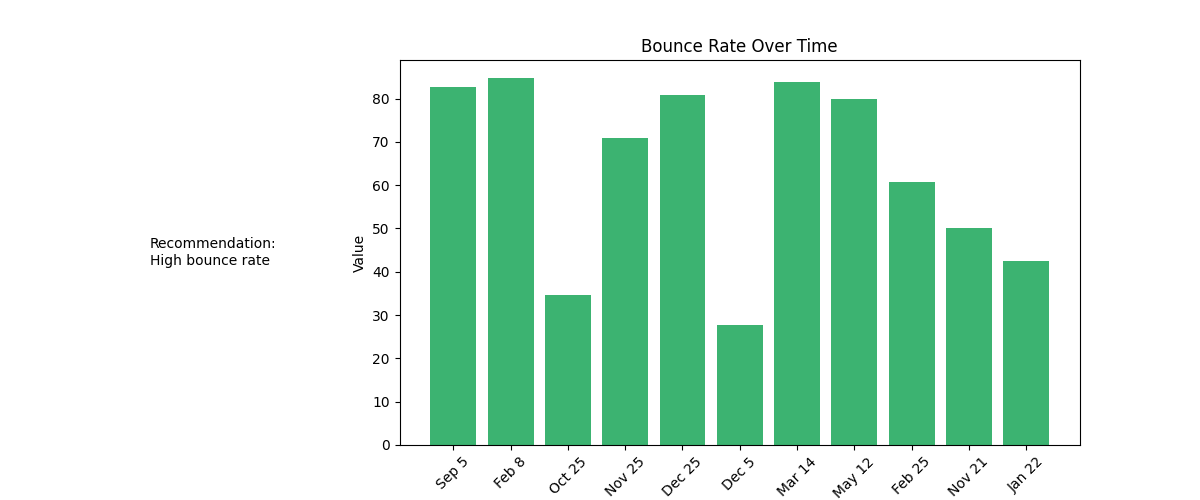 Bounce Rate Over Time
Recommendation:
High bounce rate
Value
80
70
60
50
40
30
20
10
0
Sep 5
Feb 8
Oct 25
Nov 25
Dec 25
Dec 5
Mar 14
May 12
Feb 25
Nov 21
Jan 22